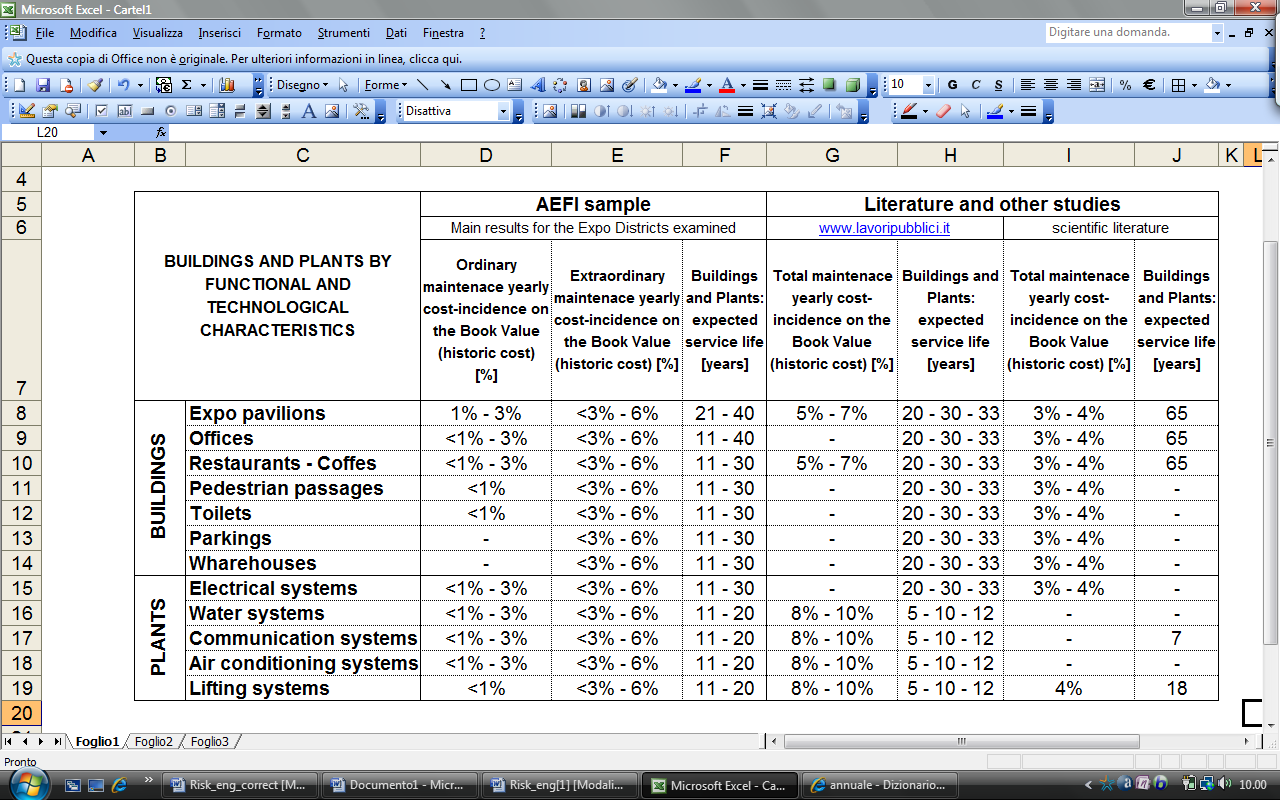 Microsoft Excel - Cartel1
File Modifica Visualizza Inserisci Formato Strumenti Dati Finestra ? Digitare una domanda.
Questa copia di Office non è originale. Per ulteriori informazioni in linea, clicca qui.
Disegno Forme 10 G C S % €
Disattiva
L20 fx
A B C D E F G H I J K L
4
5 AEFI sample Literature and other studies
6 Main results for the Expo Districts examined www.lavoripubblici.it scientific literature
BUILDINGS AND PLANTS BY
FUNCTIONAL AND
TECHNOLOGICAL
CHARACTERISTICS
Ordinary
maintenace yearly
cost-incidence on
the Book Value
(historic cost)
[%]
Extraordinary
maintenace yearly
cost-incidence on
the Book Value
(historic cost) [%]
Buildings
and Plants:
expected
service life
[years]
Total maintenace
yearly cost-
incidence on the
Book Value
(historic cost) [%]
Buildings and
Plants:
expected
service life
[years]
Total maintenace
yearly cost-
incidence on the
Book Value
(historic cost) [%]
Buildings
and Plants:
expected
service life
[years]
7
BUILDINGS
8 Expo pavilions 1% - 3% <3% - 6% 21 - 40 5% - 7% 20 - 30 - 33 3% - 4% 65
9 Offices <1% - 3% <3% - 6% 11 - 40 - 20 - 30 - 33 3% - 4% 65
10 Restaurants - Coffes <1% - 3% <3% - 6% 11 - 30 5% - 7% 20 - 30 - 33 3% - 4% 65
11 Pedestrian passages <1% <3% - 6% 11 - 30 - 20 - 30 - 33 3% - 4% -
12 Toilets <1% <3% - 6% 11 - 30 - 20 - 30 - 33 3% - 4% -
13 Parkings - <3% - 6% 11 - 30 - 20 - 30 - 33 3% - 4% -
14 Wharehouses - <3% - 6% 11 - 30 - 20 - 30 - 33 3% - 4% -
PLANTS
15 Electrical systems <1% - 3% <3% - 6% 11 - 30 - 20 - 30 - 33 3% - 4% -
16 Water systems <1% - 3% <3% - 6% 11 - 20 8% - 10% 5 - 10 - 12 - -
17 Communication systems <1% - 3% <3% - 6% 11 - 20 8% - 10% 5 - 10 - 12 - 7
18 Air conditioning systems <1% - 3% <3% - 6% 11 - 20 8% - 10% 5 - 10 - 12 - -
19 Lifting systems <1% <3% - 6% 11 - 20 8% - 10% 5 - 10 - 12 4% 18
20
Foglio1 Foglio2 Foglio3
Pronto
Risk_eng_correct [M... Documento1 - Micr... Risk_eng[1] [Modali... Microsoft Excel - Ca... annuale - Dizionario... 10.00